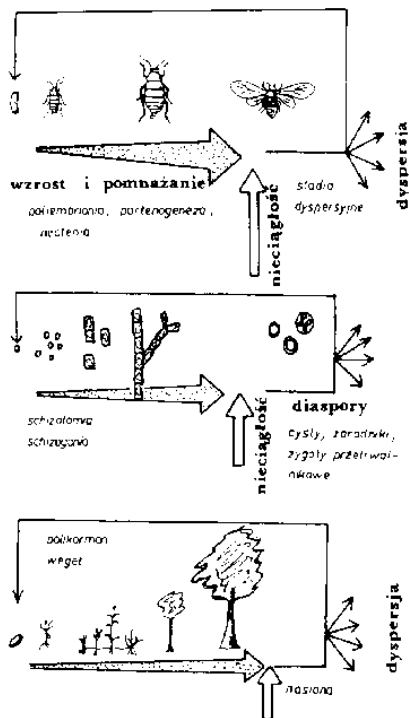 wzrost i pomnażanie
poliembrionia, partenogeneza,
neotenia
nieciągłość
stadia
dyspersyjne
dyspersja
schizotomia
schizogonia
nieciągłość
diaspory
cysty, zarodniki,
zygoty przetrwal-
nikowe
polikormon
weget
nasiona
dyspersja